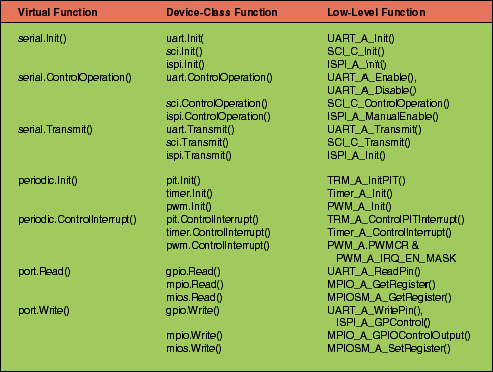 Virtual Function Device-Class Function Low-Level Function
serial.Init() uart.Init( UART_A_Init()
sci.Init() SCI_C_Init()
ispi.Init() ISPI_A_\n\t()
serial.ControlOperation() uart.ControlOperation() UART_A_Enable(),
UART_A_Disable()
sci.ControlOperation() SCI_C_ControlOperation()
ispi.ControlOperation() ISPI_A_ManualEnable()
serial.Transmit() uart.Transmit() UART_A_Transmit()
sci.Transmit() SCI_C_Transmit()
ispi.Transmit() ISPI_A_Init()
periodic.Init() pit.Init() TRM_A_InitPIT()
timer.Init() Timer_A_Init()
pwm.Init() PWM_A_Init()
periodic.ControlInterrupt() pit.ControlInterrupt() TRM_A_ControlPITInterrupt()
timer.ControlInterrupt() Timer_A_ControlInterrupt()
pwm.ControlInterrupt() PWM_A.PWMCR &
PWM_A_IRQ_EN_MASK
port.Read() gpio.Read() UART_A_ReadPin()
mpio.Read() MPIO_A_GetRegister()
mios.Read() MPIOSM_A_GetRegister()
port.Write() gpio.Write() UART_A_WritePin(),
ISPI_A_GPControl()
mpio.Write() MPIO_A_GPIOControlOutput()
mios.Write() MPIOSM_A_SetRegister()